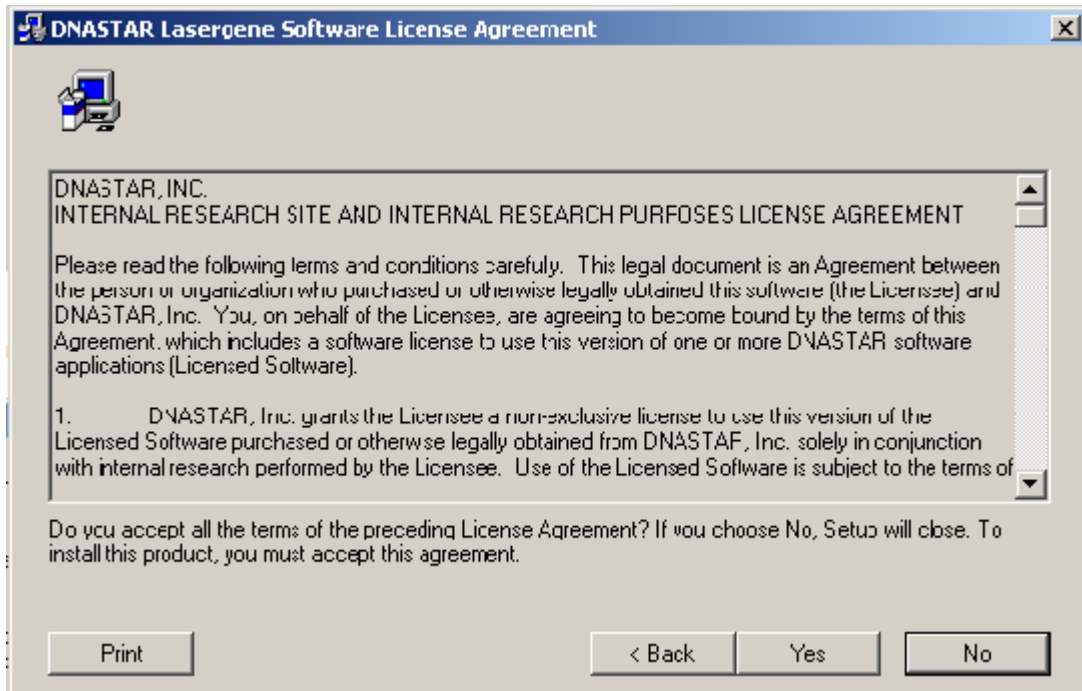 DNASTAR Lasergene Software License Agreement
DNASTAR, INC.
INTERNAL RESEARCH SITE AND INTERNAL RESEARCH PURPOSES LICENSE AGREEMENT
Please read the following terms and conditions carefully. This legal document is an Agreement between
the person or organization who purchased or otherwise legally obtained this software (the Licensee) and
DNASTAR, Inc. You, on behalf of the Licensee, are agreeing to become bound by the terms of this
Agreement, which includes a software license to use this version of one or more DNASTAR software
applications (Licensed Software).
1. DNASTAR, Inc. grants the Licensee a non-exclusive license to use this version of the
Licensed Software purchased or otherwise legally obtained from DNASTAR, Inc. solely in conjunction
with internal research performed by the Licensee. Use of the Licensed Software is subject to the terms of
Do you accept all the terms of the preceding License Agreement? If you choose No, Setup will close. To
install this product, you must accept this agreement.
Print
< Back
Yes
No